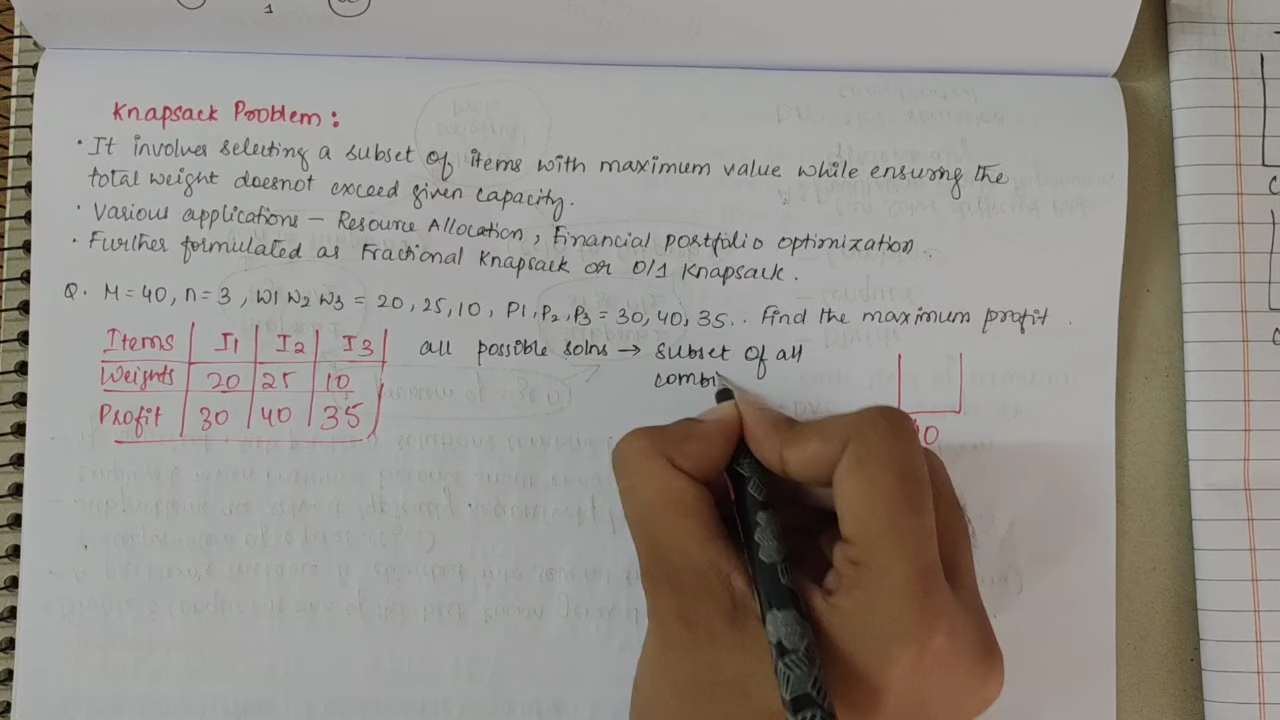 1
Knapsack Problem:
· It involves selecting a subset of items with maximum value while ensuring the
total weight doesnot exceed given capacity.
· Various applications - Resource Allocation, Financial portfolio optimization.
· Further formulated as Fractional Knapsack or 0/1 Knapsack.
Q. M=40, n=3, W1 W2 W3 = 20, 25, 10, P1, P2, P3 = 30, 40, 35.. Find the maximum profit.
Items I1 I2 I3 all possible solns → subset of all
Weights 20 25 10 combi
Profit 30 40 35